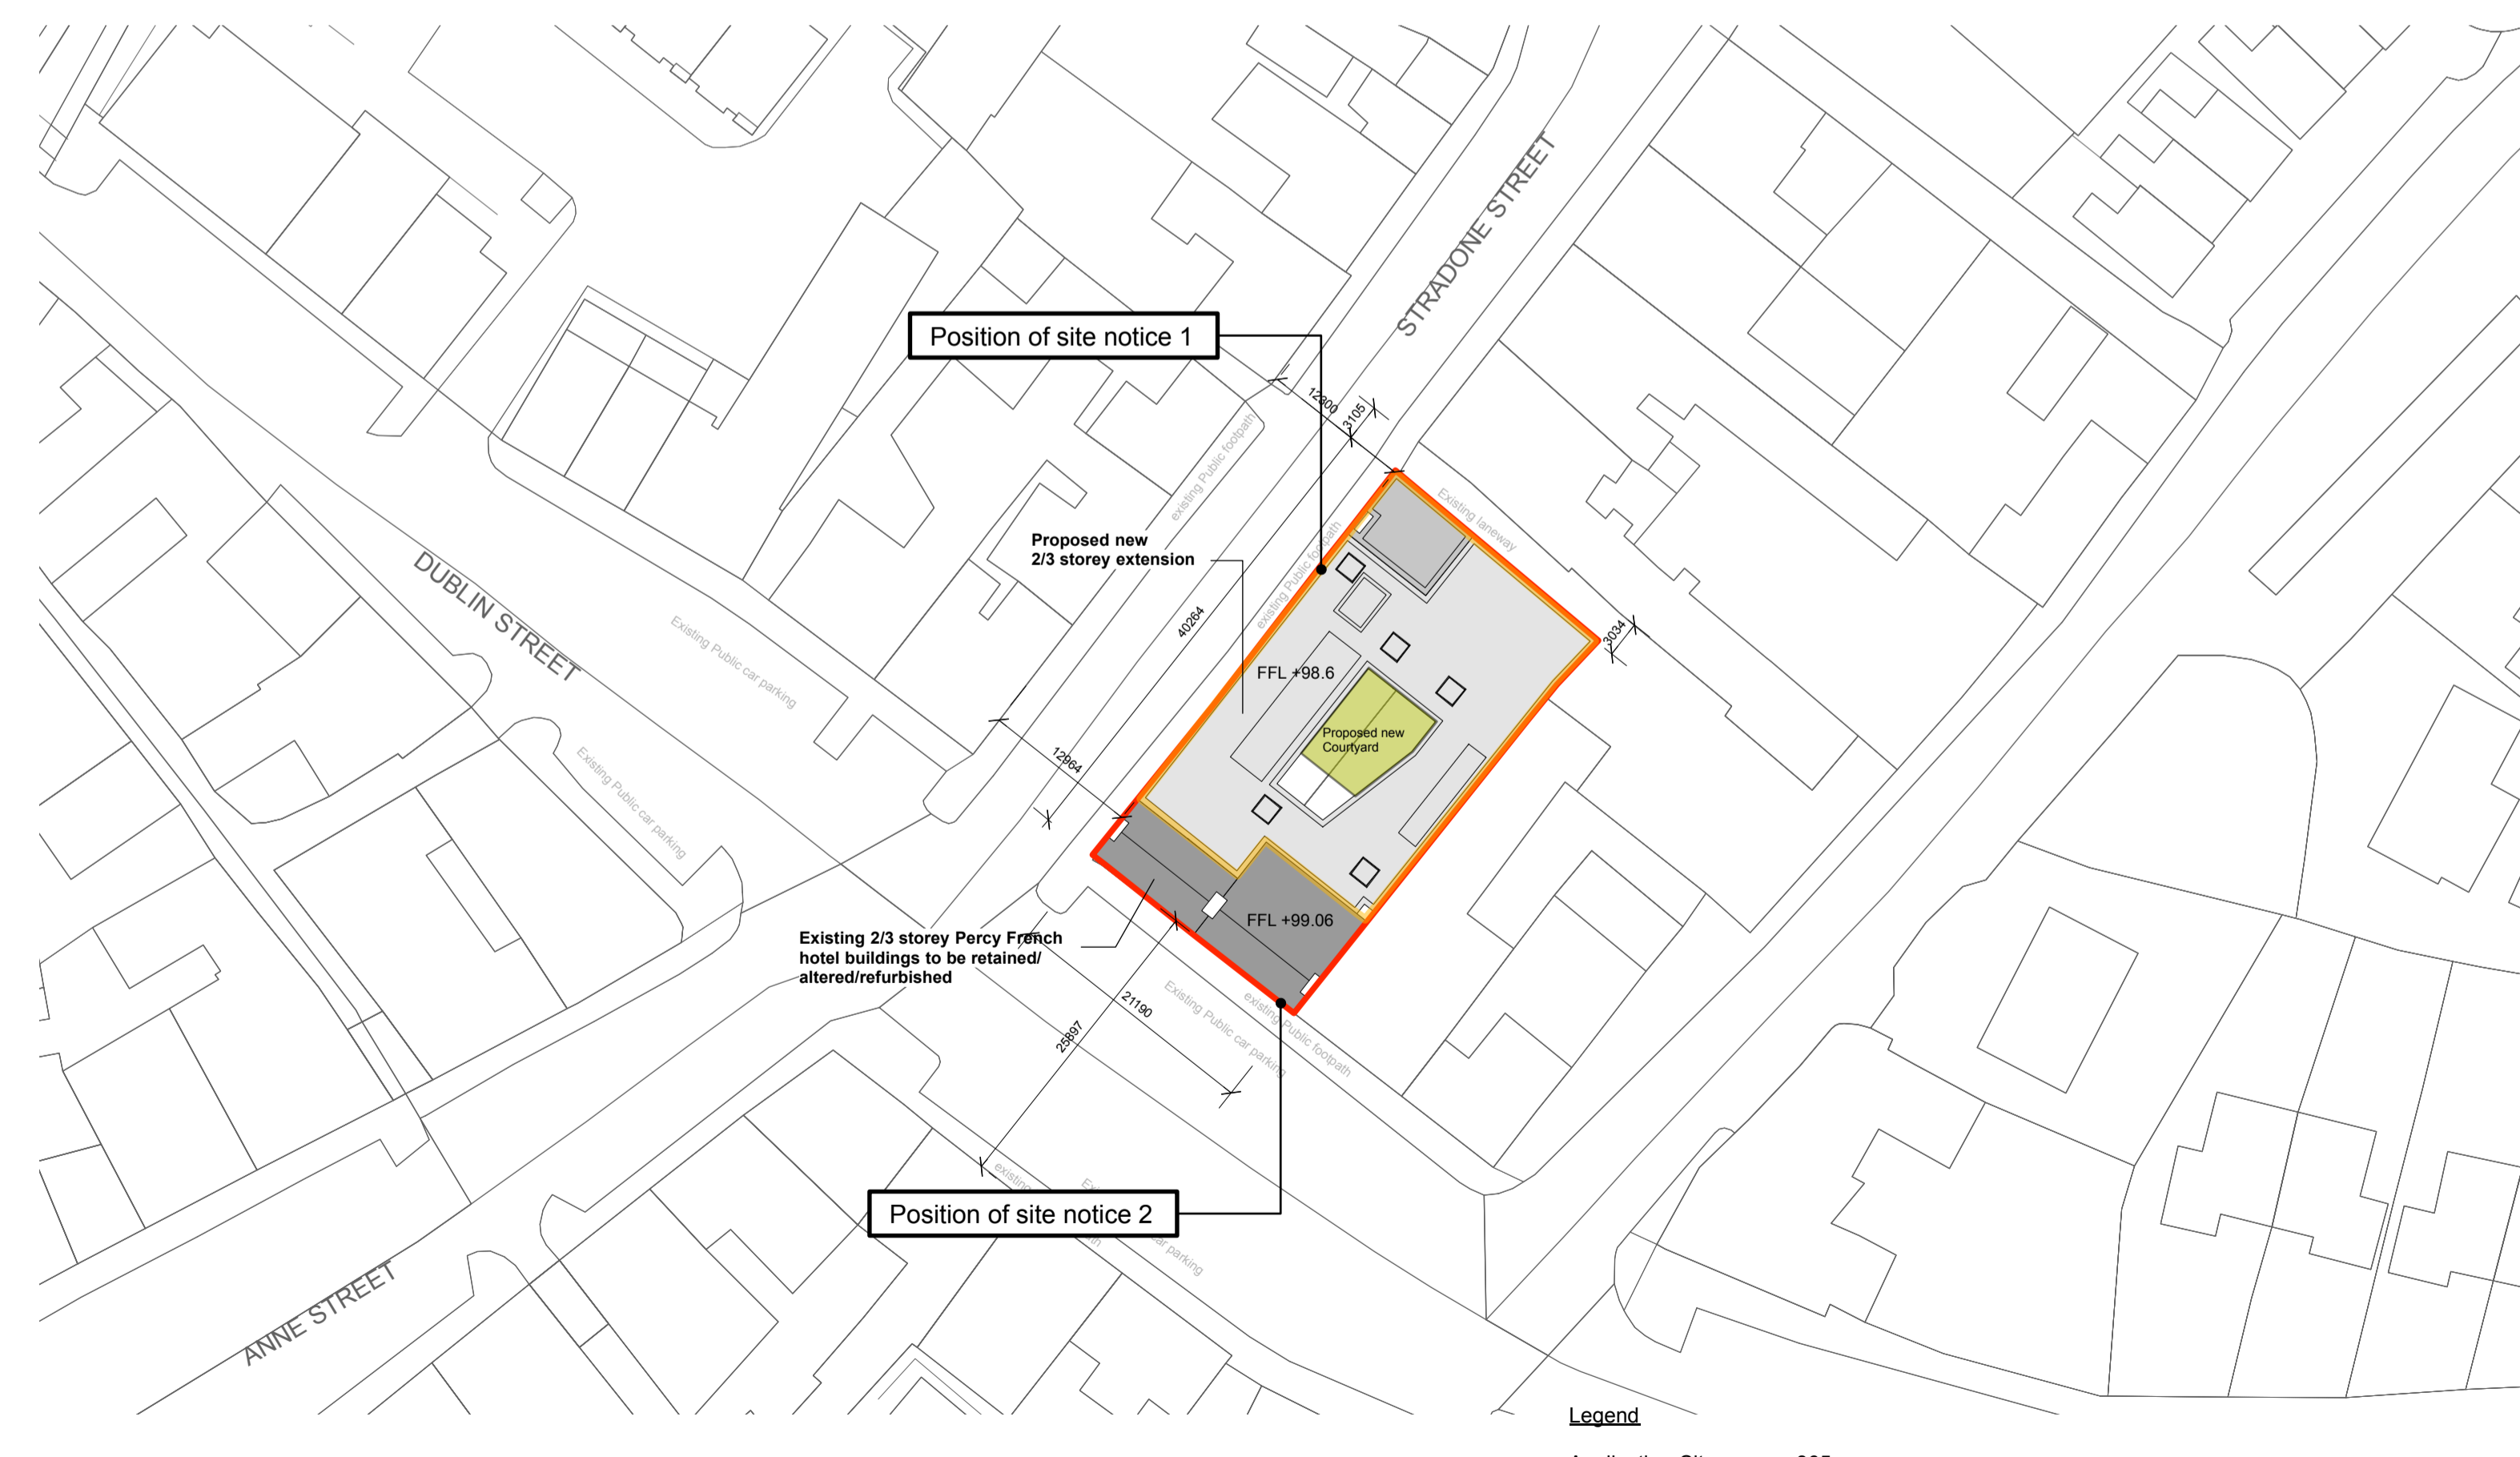 STRADONE STREET
Position of site notice 1
12300
3105
existing Public footpath
Existing laneway
Proposed new
2/3 storey extension
existing Public footpath
DUBLIN STREET
40264
3034
Existing Public car parking
FFL +98.6
Proposed new
Courtyard
12964
Existing Public car parking
FFL +99.06
Existing 2/3 storey Percy French
hotel buildings to be retained/
altered/refurbished
21190
25897
Existing Public car parking
existing Public footpath
existing
Position of site notice 2
car parking
ANNE STREET
Legend